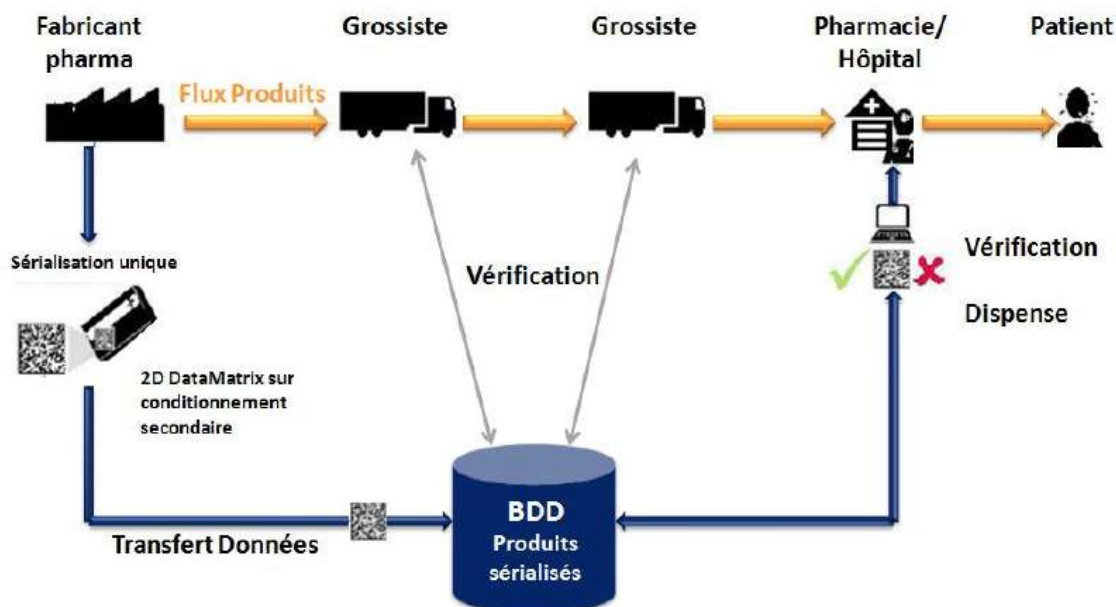 Fabricant
pharma
Grossiste
Grossiste
Pharmacie/
Hôpital
Patient
Flux Produits
Sérialisation unique
Vérification
Vérification
Dispense
2D DataMatrix sur
conditionnement
secondaire
BDD
Produits
sérialisés
Transfert Données